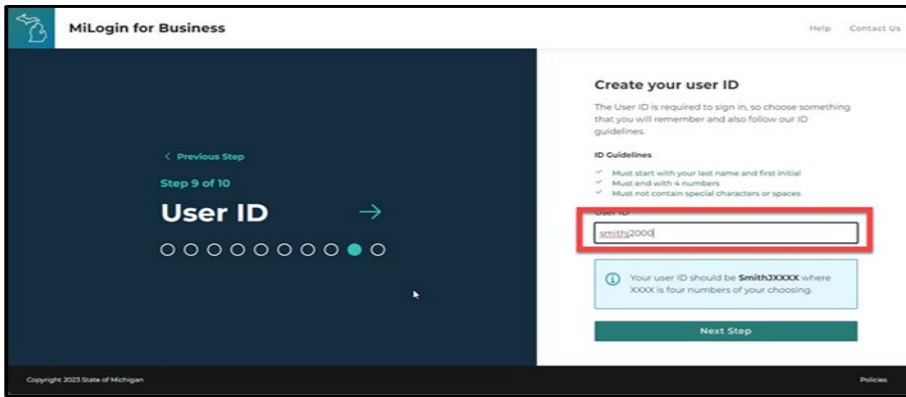 MiLogin for Business
Help Contact Us
< Previous Step
Step 9 of 10
User ID
Create your user ID
The User ID is required to sign in, so choose something
that you will remember and also follow our ID
guidelines.
ID Guidelines
Must start with your last name and first initial
Must end with 4 numbers
Must not contain special characters or spaces
User ID
smithj2000
Your user ID should be SmithJXXXX where
XXXX is four numbers of your choosing.
Next Step
Copyright 2023 State of Michigan
Policies